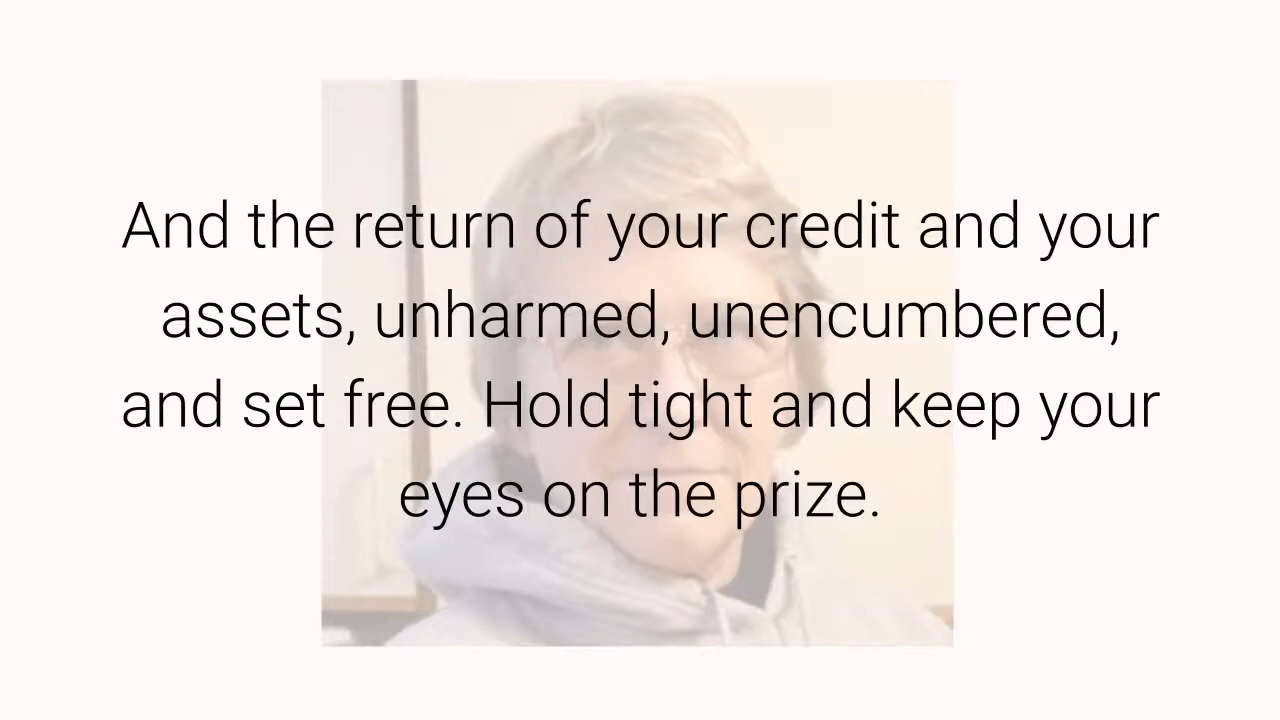 And the return of your credit and your
assets, unharmed, unencumbered,
and set free. Hold tight and keep your
eyes on the prize.